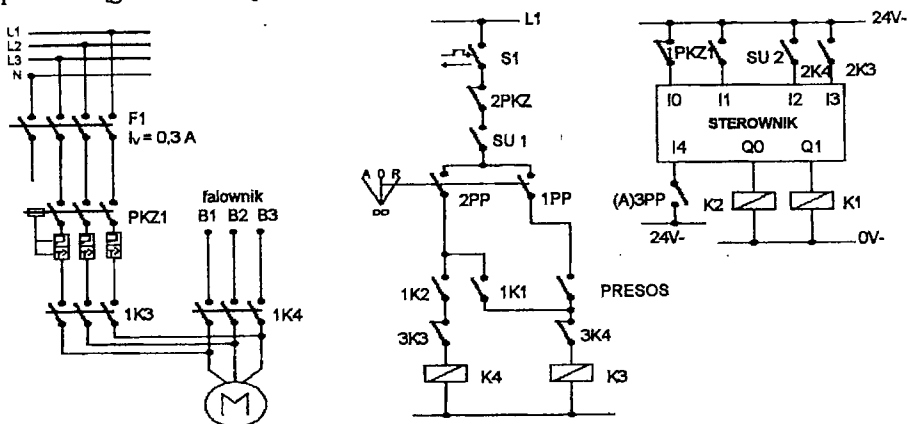 L1
L2
L3
N
F1
Iv = 0,3 A
PKZ1
falownik
B1 B2 B3
1K3
1K4
M
L1
S1
2PKZ
SU 1
A 0 R
2PP
1PP
1K2
1K1
PRESOS
3K3
3K4
K4
K3
24V-
1PKZ1
SU 2
2K4
2K3
I0 I1 I2 I3
STEROWNIK
I4 Q0 Q1
(A)3PP
K2
K1
24V-
0V-